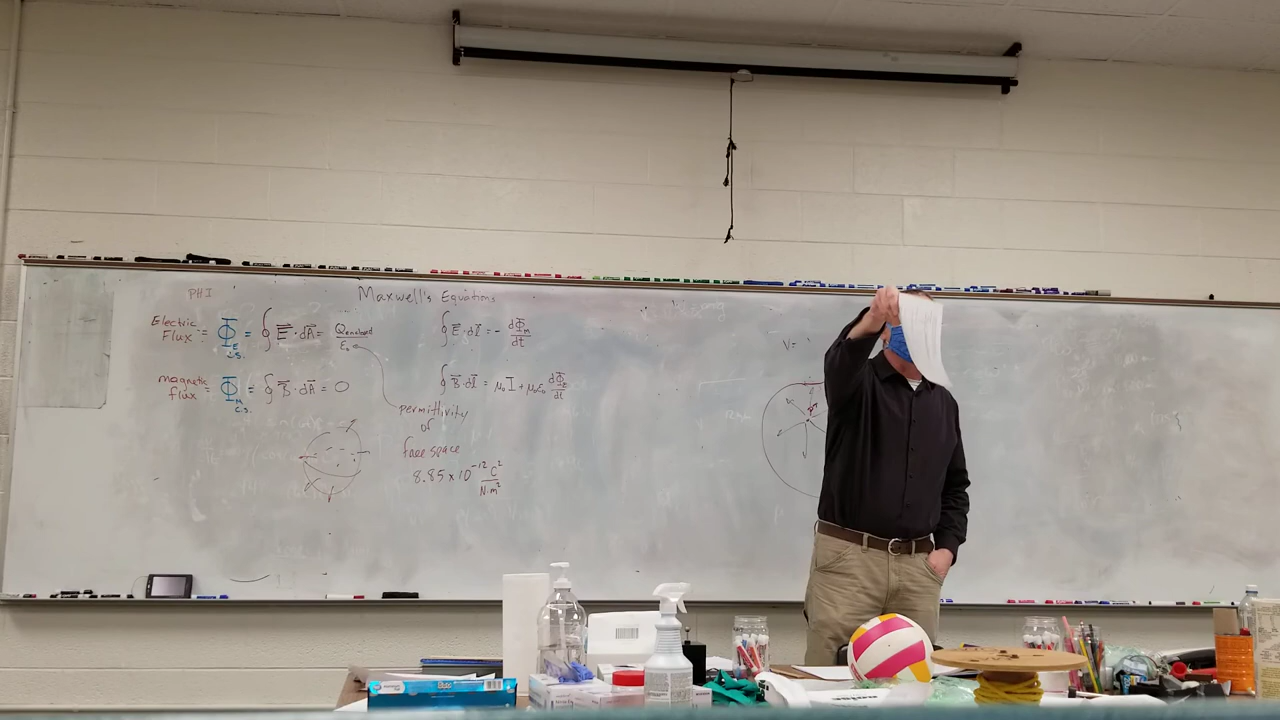 PHI
Maxwell's Equations
Electric Flux = Φ_E = ∮ E⃗ · dA⃗ = Qenclosed / ε₀
c.s.
∮ E⃗ · dl⃗ = - dΦ_m / dt
magnetic flux = Φ_M = ∮ B⃗ · dA⃗ = 0
c.s.
∮ B⃗ · dl⃗ = μ₀ I + μ₀ε₀ dΦ_E / dt
permittivity
of
free space
8.85 x 10⁻¹² C² / N·m²
V=